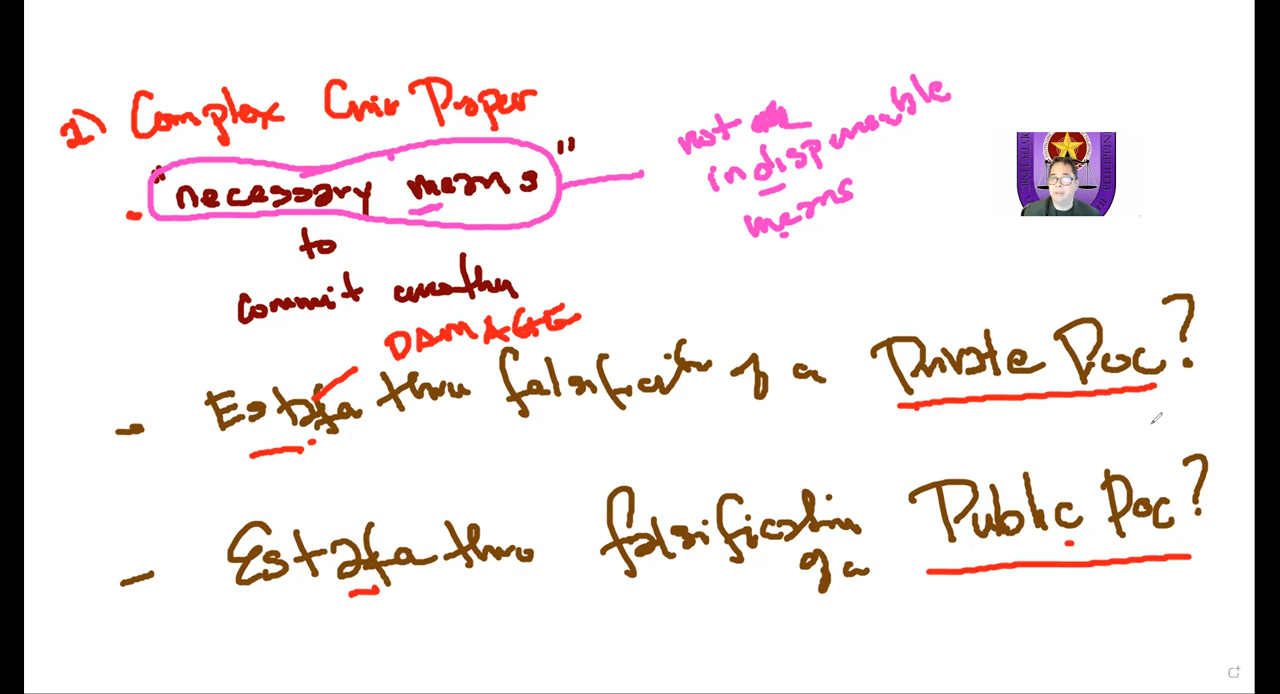 2) Complex Crime Proper
"necessary means"
not
indispensable
means
to
commit another
DAMAGE
- Estafa thru falsification of a Private Doc?
- Estafa thru falsification of a Public Doc?